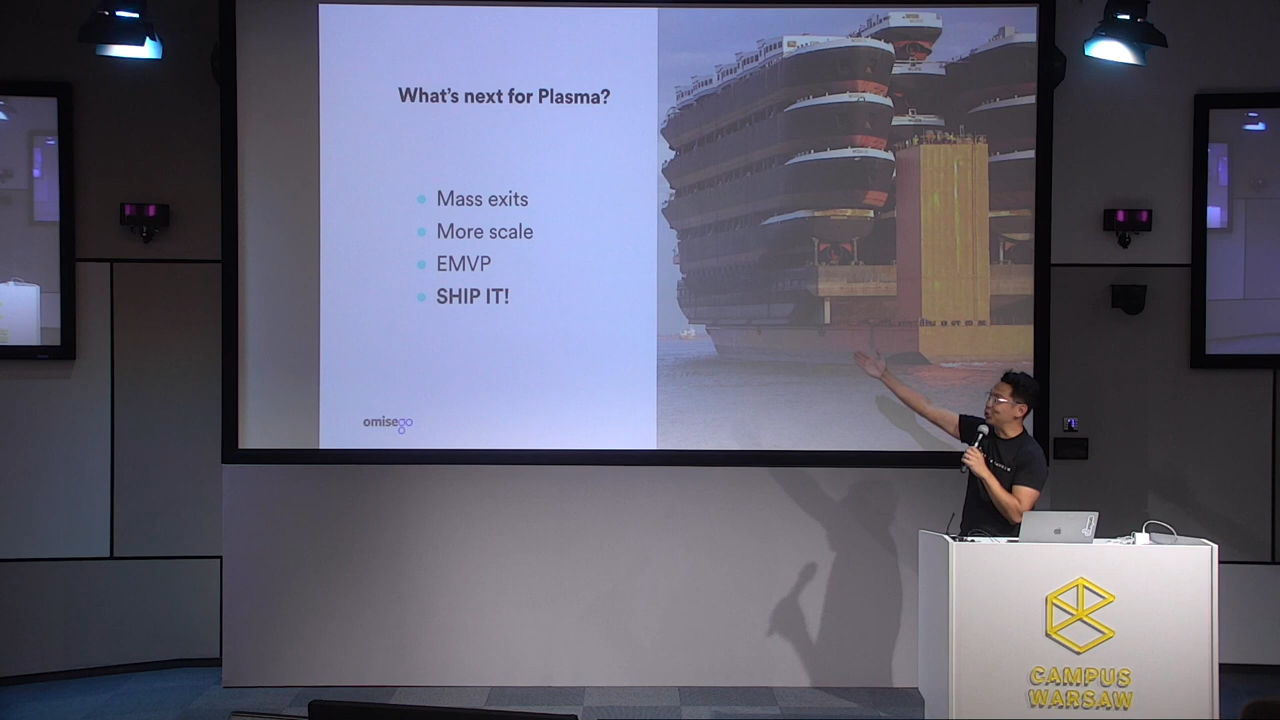 What's next for Plasma?
Mass exits
More scale
EMVP
SHIP IT!
omisego
CAMPUS
WARSAW